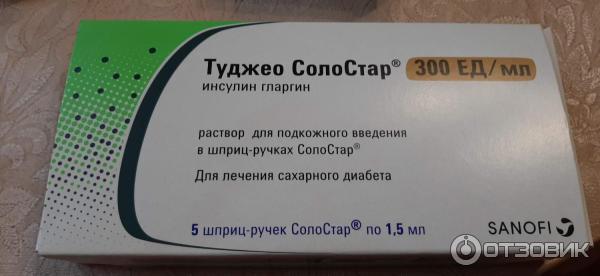 Туджео СолоСтар® 300 ЕД/мл
инсулин гларгин
раствор для подкожного введения
в шприц-ручках СолоСтар®
Для лечения сахарного диабета
5 шприц-ручек СолоСтар® по 1,5 мл
SANOFI
ОТЗОВИК